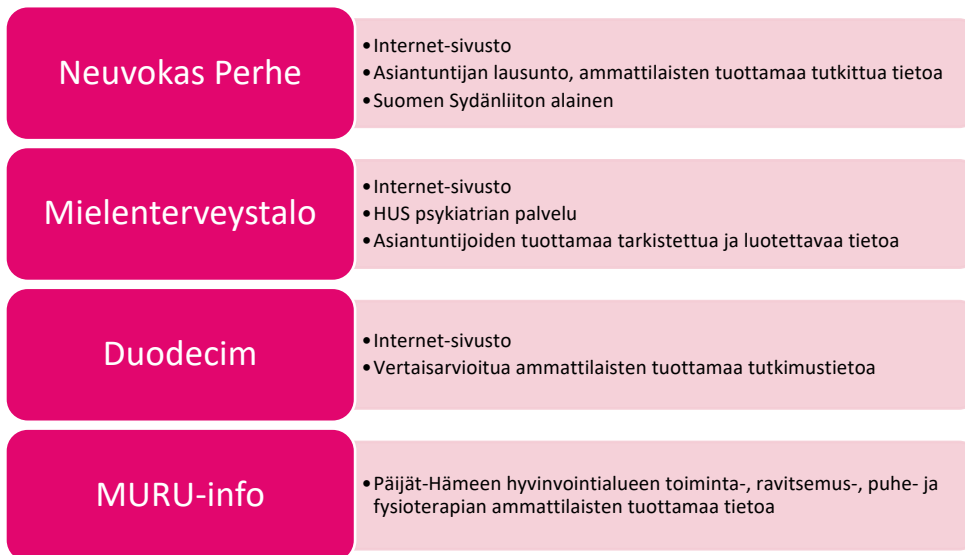 Neuvokas Perhe
•Internet-sivusto
•Asiantuntijan lausunto, ammattilaisten tuottamaa tutkittua tietoa
•Suomen Sydänliiton alainen
Mielenterveystalo
•Internet-sivusto
•HUS psykiatrian palvelu
•Asiantuntijoiden tuottamaa tarkistettua ja luotettavaa tietoa
Duodecim
•Internet-sivusto
•Vertaisarvioitua ammattilaisten tuottamaa tutkimustietoa
MURU-info
•Päijät-Hämeen hyvinvointialueen toiminta-, ravitsemus-, puhe- ja
fysioterapian ammattilaisten tuottamaa tietoa